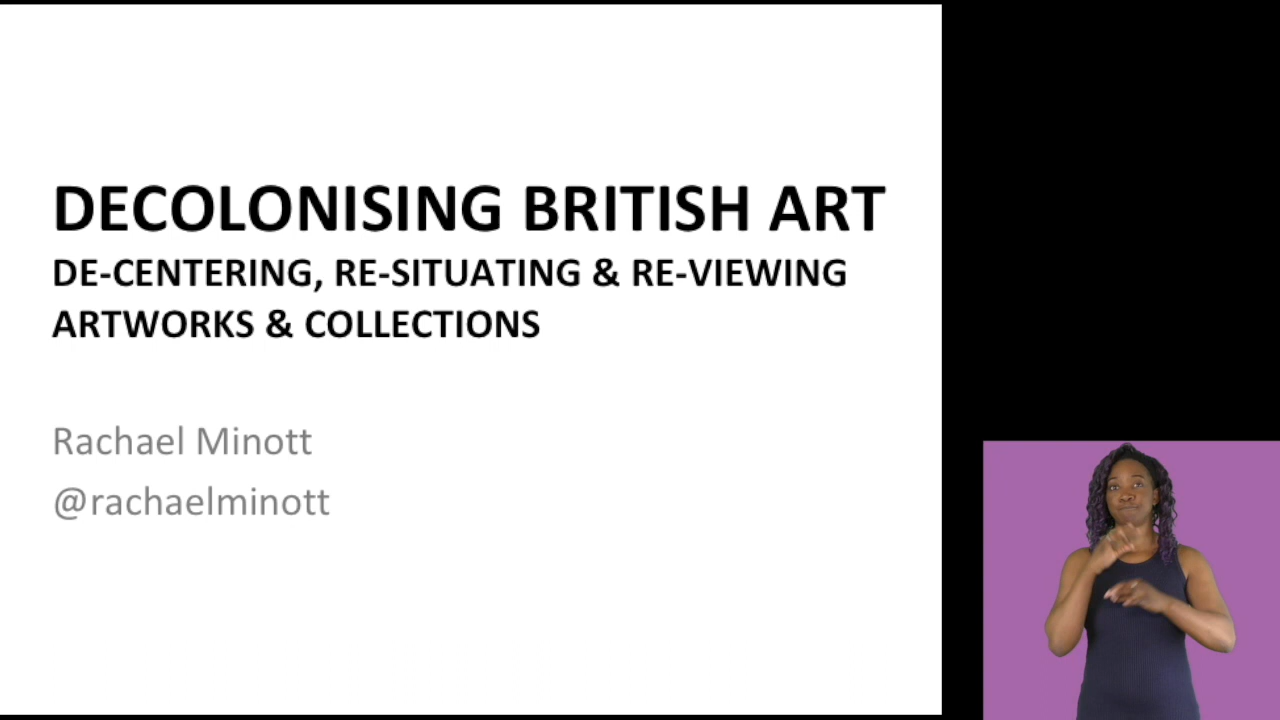 DECOLONISING BRITISH ART
DE-CENTERING, RE-SITUATING & RE-VIEWING
ARTWORKS & COLLECTIONS
Rachael Minott
@rachaelminott